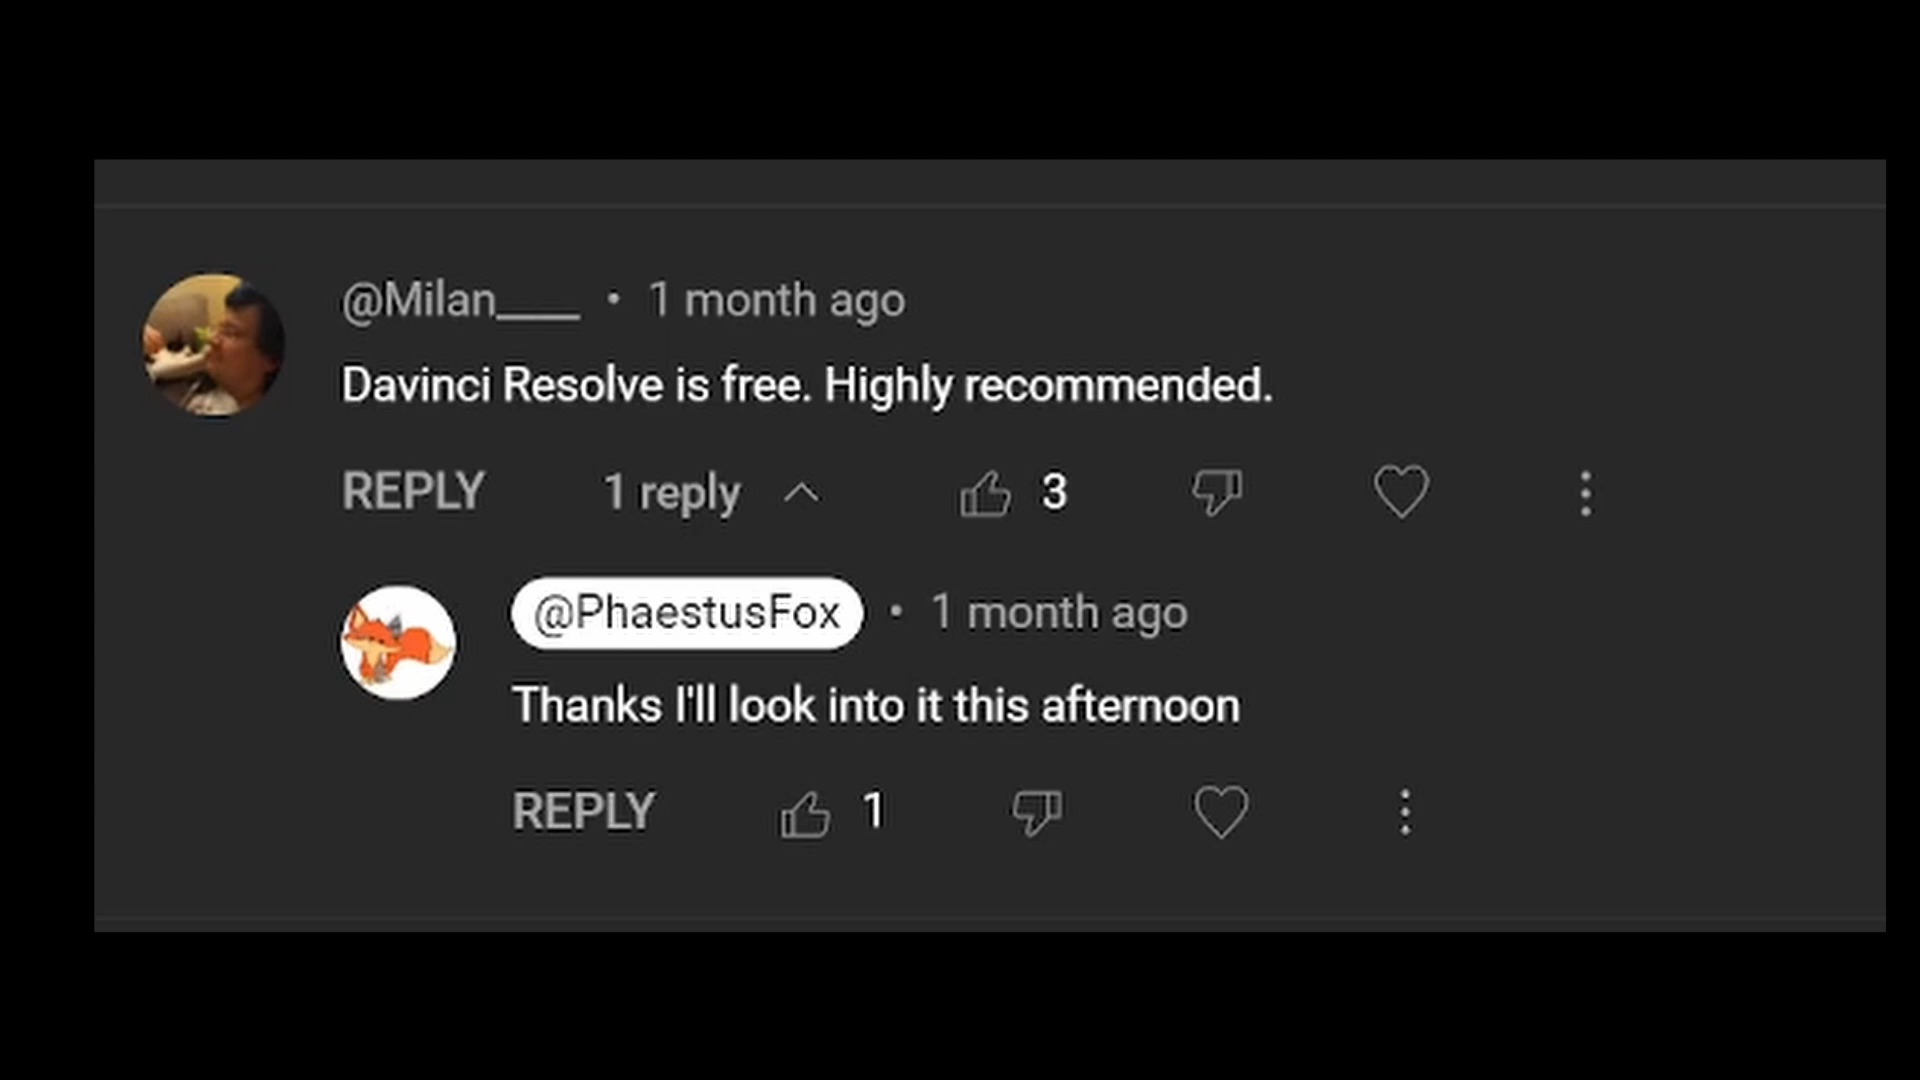 @Milan____ • 1 month ago
Davinci Resolve is free. Highly recommended.
REPLY 1 reply 3
@PhaestusFox • 1 month ago
Thanks I'll look into it this afternoon
REPLY 1